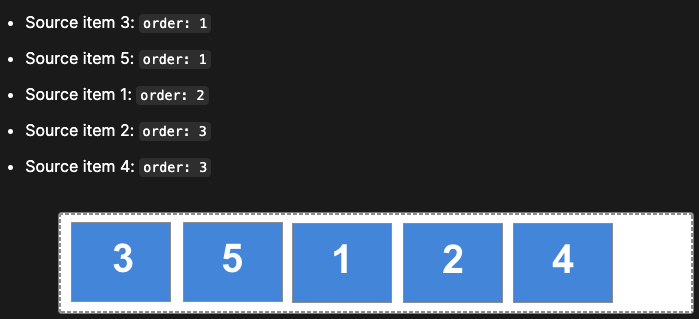 Source item 3: order: 1
Source item 5: order: 1
Source item 1: order: 2
Source item 2: order: 3
Source item 4: order: 3
3 5 1 2 4